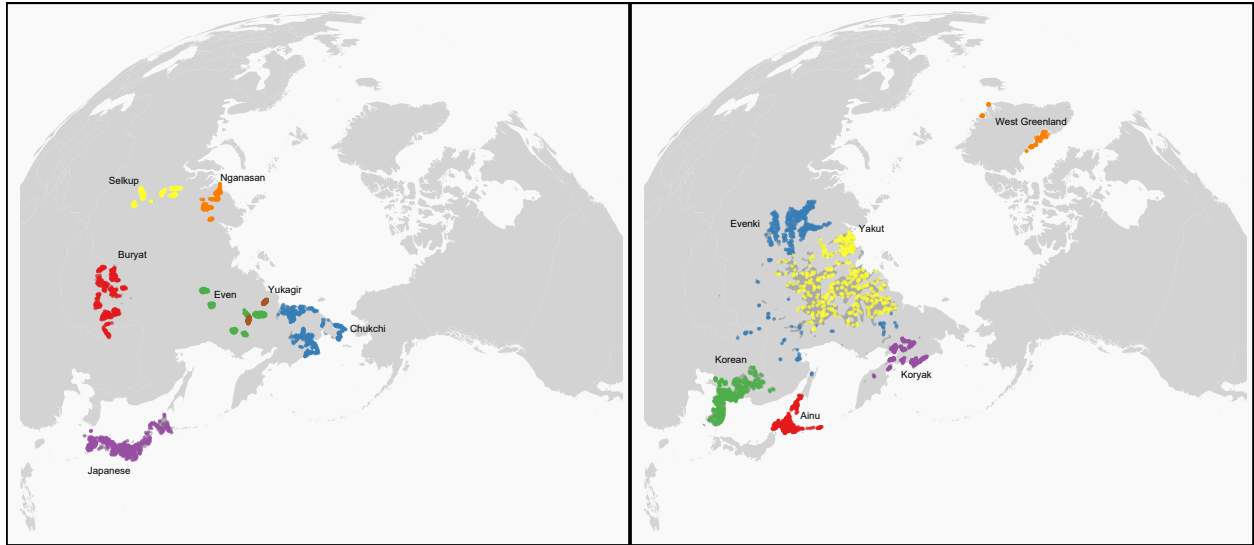 Selkup
Nganasan
Buryat
Even
Yukagir
Chukchi
Japanese
West Greenland
Evenki
Yakut
Korean
Koryak
Ainu